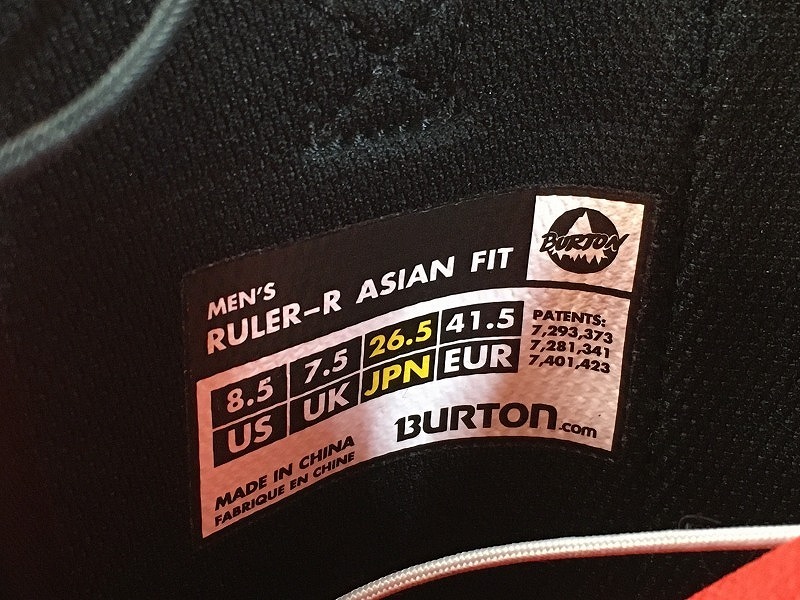 BURTON
MEN'S
RULER-R ASIAN FIT
8.5 7.5 26.5 41.5
US UK JPN EUR
PATENTS:
7,293,373
7,281,341
7,401,423
BURTON.com
MADE IN CHINA
FABRIQUE EN CHINE